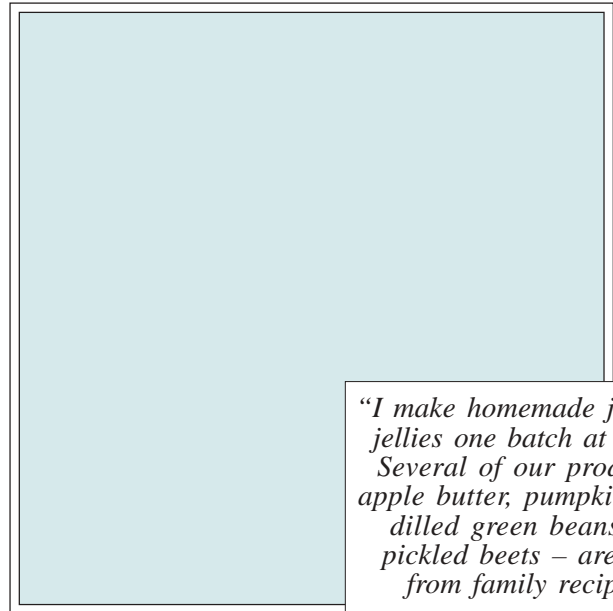 “I make homemade
jellies one batch at
Several of our
apple butter,
dilled green beans
pickled beets – are
from family